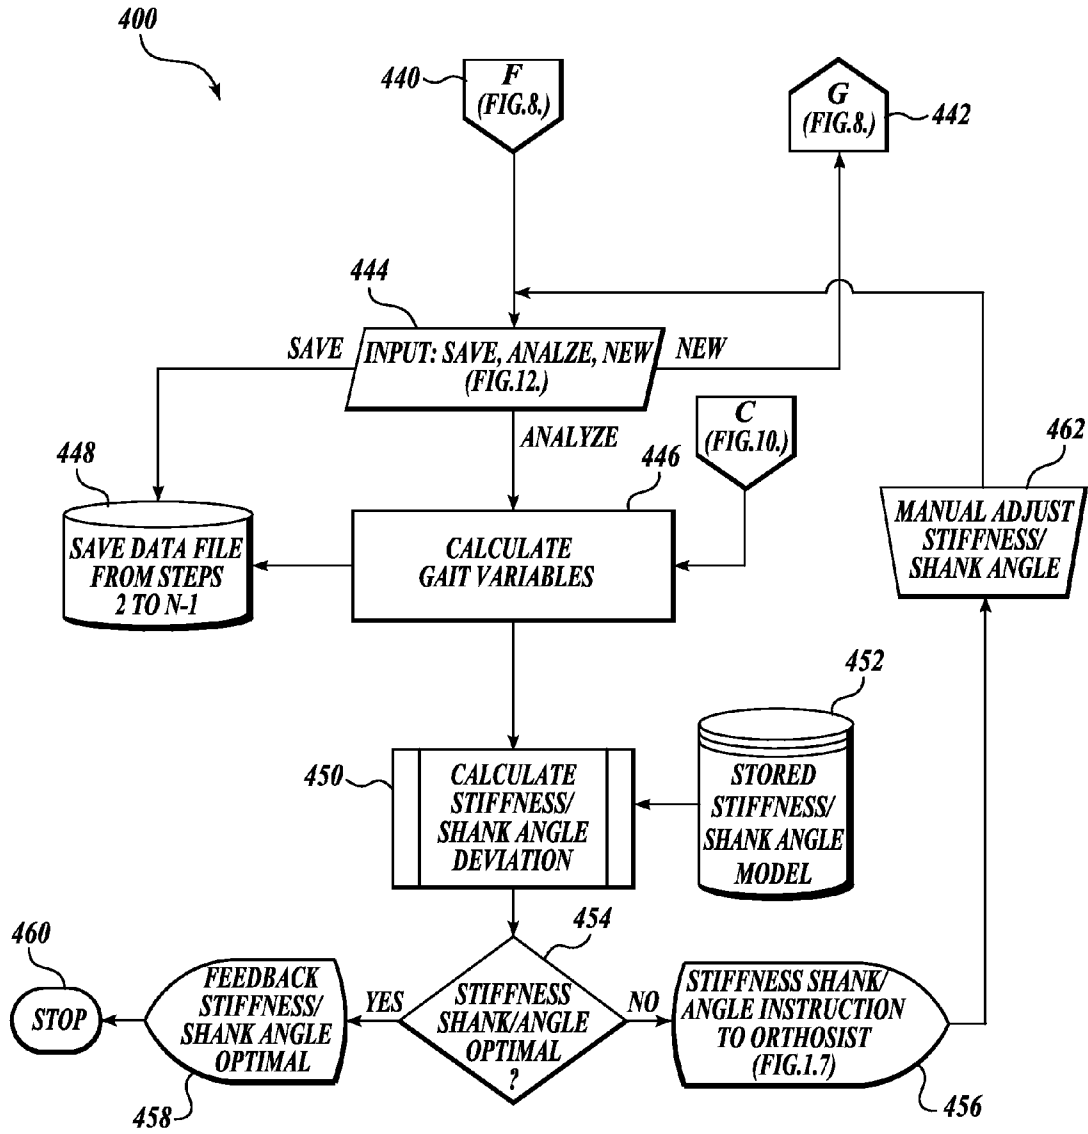 400
440
F
(FIG.8.)
G
(FIG.8.)
442
444
SAVE
INPUT: SAVE, ANALZE, NEW
(FIG.12.)
NEW
ANALYZE
C
(FIG.10.)
446
448
SAVE DATA FILE
FROM STEPS
2 TO N-1
CALCULATE
GAIT VARIABLES
462
MANUAL ADJUST
STIFFNESS/
SHANK ANGLE
452
450
CALCULATE
STIFFNESS/
SHANK ANGLE
DEVIATION
STORED
STIFFNESS/
SHANK ANGLE
MODEL
454
460
STOP
FEEDBACK
STIFFNESS/
SHANK ANGLE
OPTIMAL
YES
STIFFNESS
SHANK/ANGLE
OPTIMAL
?
NO
STIFFNESS SHANK/
ANGLE INSTRUCTION
TO ORTHOSIST
(FIG.1.7)
458
456